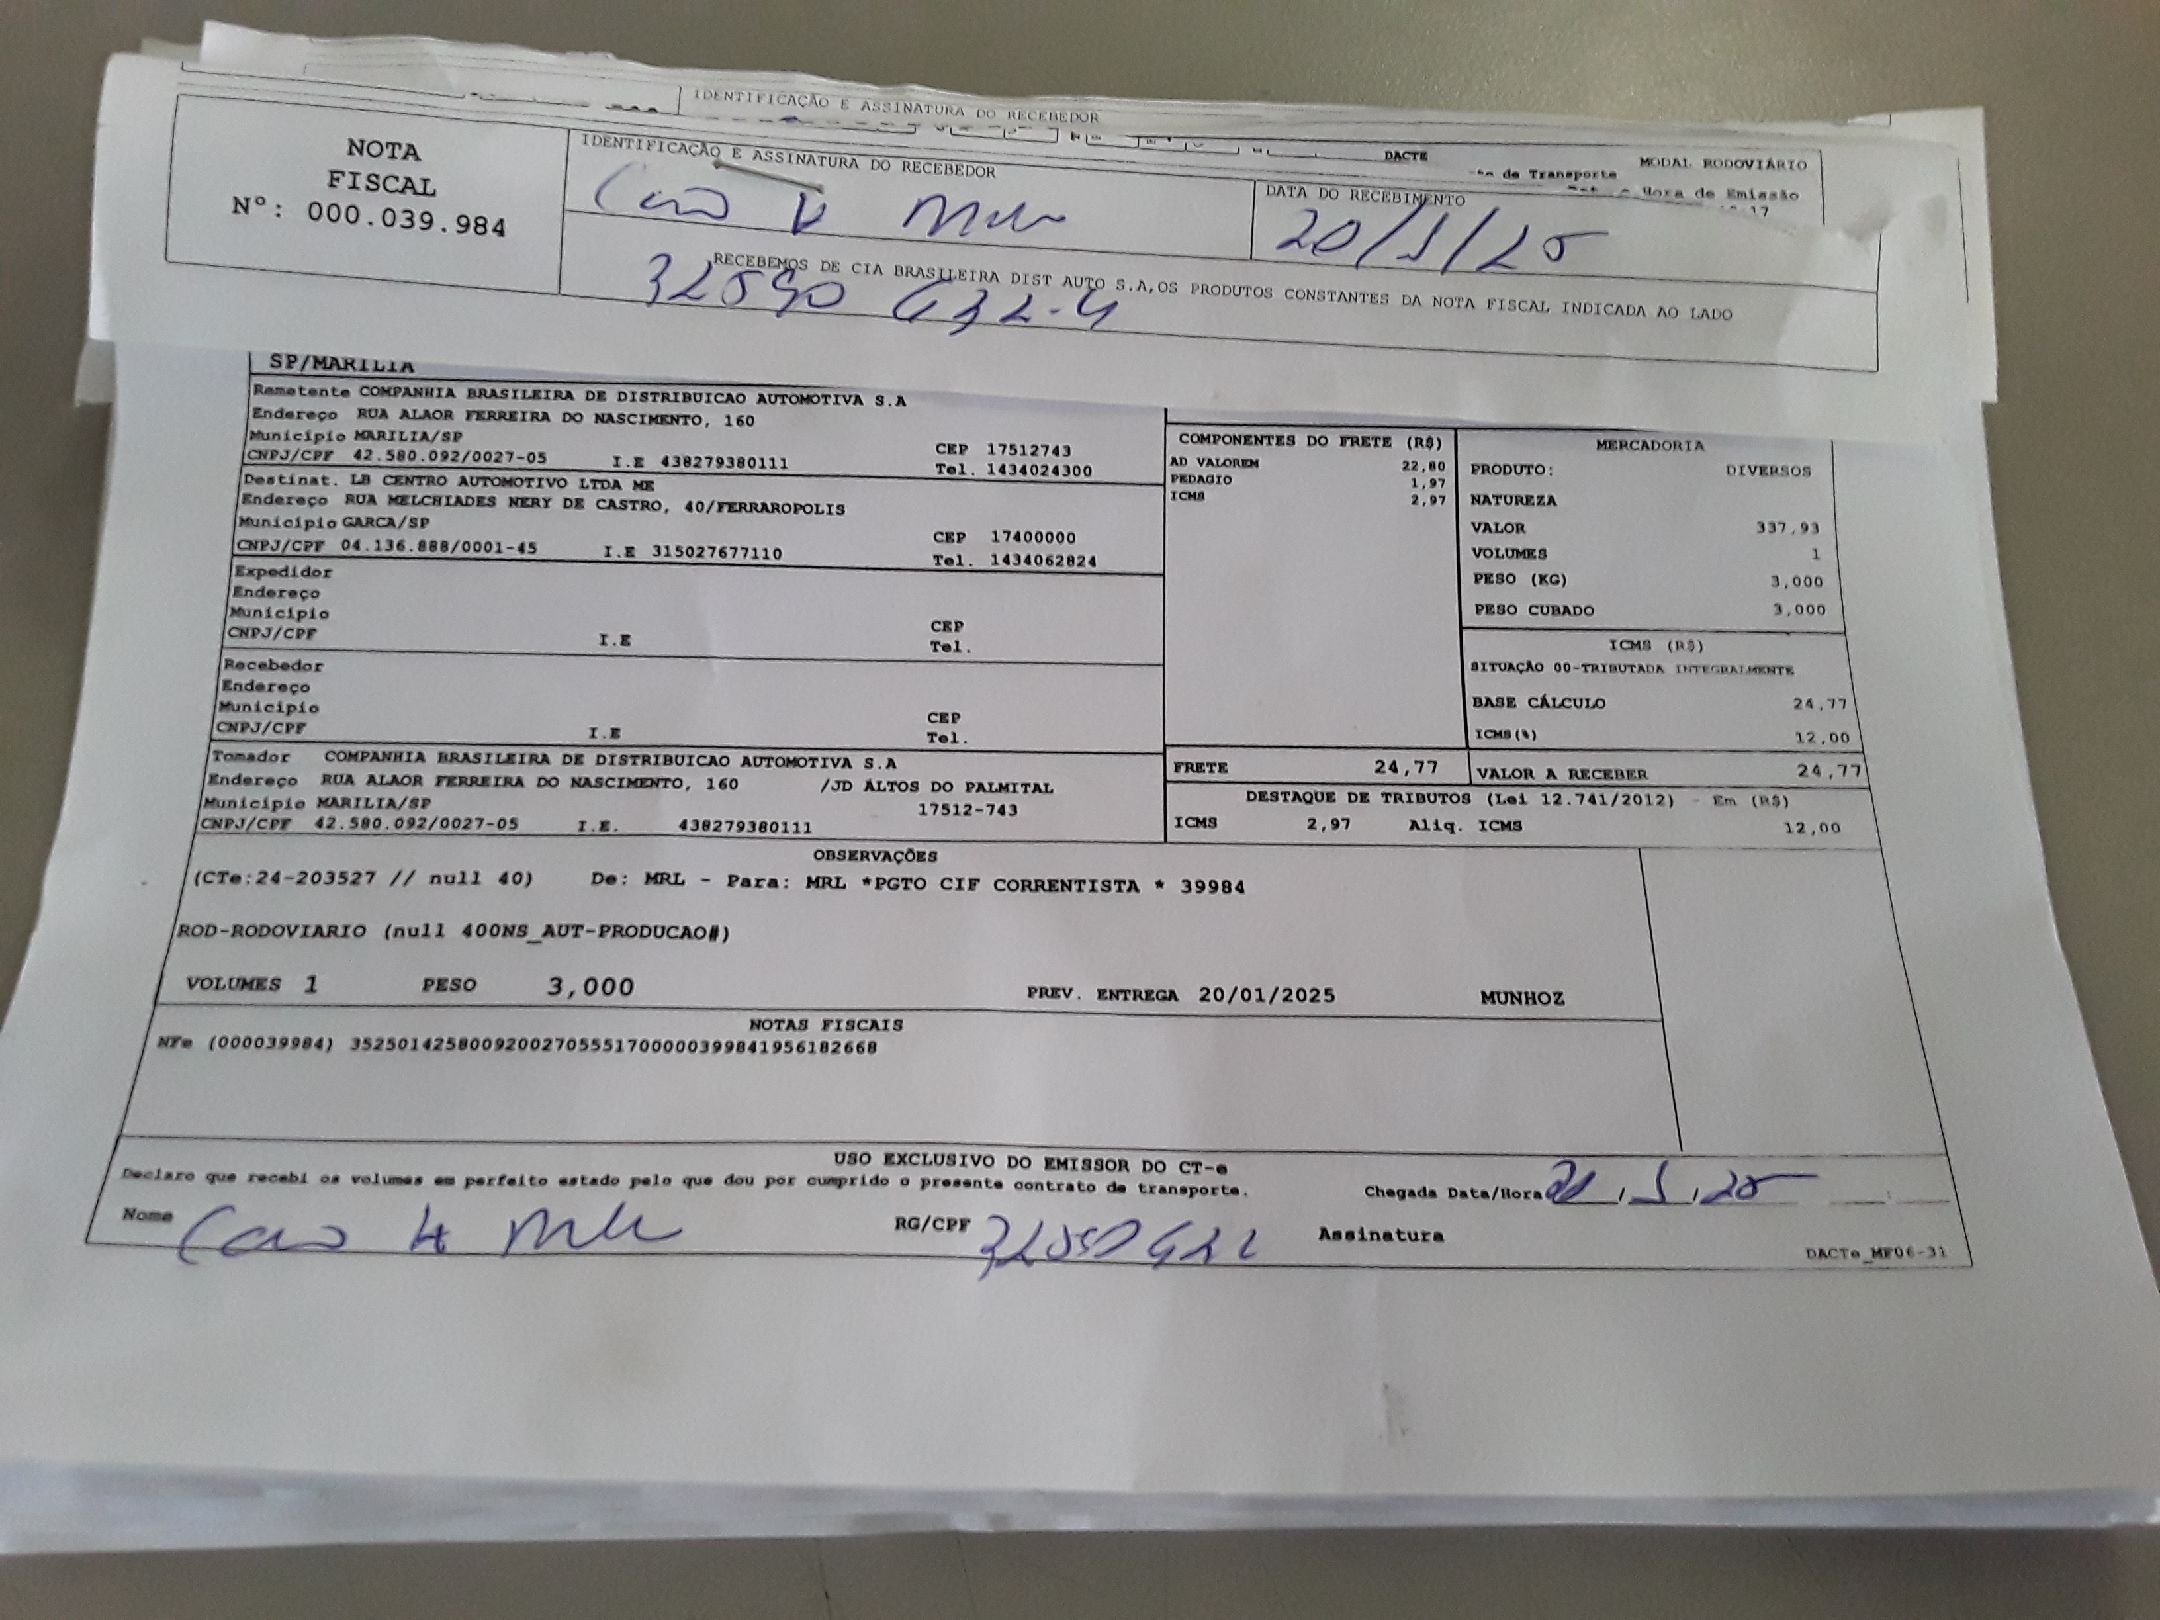 IDENTIFICAÇÃO E ASSINATURA DO RECEBEDOR
DACTE
MODAL RODOVIÁRIO
de Transporte
Hora de Emissão
NOTA
FISCAL
Nº: 000.039.984
IDENTIFICAÇÃO E ASSINATURA DO RECEBEDOR
DATA DO RECEBIMENTO
20/1/25
RECEBEMOS DE CIA BRASILEIRA DIST AUTO S.A,OS PRODUTOS CONSTANTES DA NOTA FISCAL INDICADA AO LADO
SP/MARILIA
Remetente COMPANHIA BRASILEIRA DE DISTRIBUICAO AUTOMOTIVA S.A
Endereço RUA ALAOR FERREIRA DO NASCIMENTO, 160
Município MARILIA/SP CEP 17512743
CNPJ/CPF 42.580.092/0027-05 I.E 438279380111 Tel. 1434024300
Destinat. LB CENTRO AUTOMOTIVO LTDA ME
Endereço RUA MELCHIADES NERY DE CASTRO, 40/FERRAROPOLIS
Município GARCA/SP CEP 17400000
CNPJ/CPF 04.136.888/0001-45 I.E 315027677110 Tel. 1434062824
Expedidor
Endereço
Município CEP
CNPJ/CPF I.E Tel.
Recebedor
Endereço
Município CEP
CNPJ/CPF I.E Tel.
Tomador COMPANHIA BRASILEIRA DE DISTRIBUICAO AUTOMOTIVA S.A
Endereço RUA ALAOR FERREIRA DO NASCIMENTO, 160 /JD ALTOS DO PALMITAL
Município MARILIA/SP 17512-743
CNPJ/CPF 42.580.092/0027-05 I.E. 438279380111
COMPONENTES DO FRETE (R$)
AD VALOREM 22,80
PEDAGIO 1,97
ICMS 2,97
MERCADORIA
PRODUTO: DIVERSOS
NATUREZA
VALOR 337,93
VOLUMES 1
PESO (KG) 3,000
PESO CUBADO 3,000
ICMS (R$)
SITUAÇÃO 00-TRIBUTADA INTEGRALMENTE
BASE CÁLCULO 24,77
ICMS(%) 12,00
FRETE 24,77 VALOR A RECEBER 24,77
DESTAQUE DE TRIBUTOS (Lei 12.741/2012) - Em (R$)
ICMS 2,97 Aliq. ICMS 12,00
OBSERVAÇÕES
(CTe:24-203527 // null 40) De: MRL - Para: MRL *PGTO CIF CORRENTISTA * 39984
ROD-RODOVIARIO (null 400NS_AUT-PRODUCAO#)
VOLUMES 1 PESO 3,000 PREV. ENTREGA 20/01/2025 MUNHOZ
NOTAS FISCAIS
NFe (000039984) 35250142580092002705551700000399841956182668
USO EXCLUSIVO DO EMISSOR DO CT-e
Declaro que recebi os volumes em perfeito estado pelo que dou por cumprido o presente contrato de transporte.
Chegada Data/Hora
Nome RG/CPF Assinatura
DACTe_MF06-31